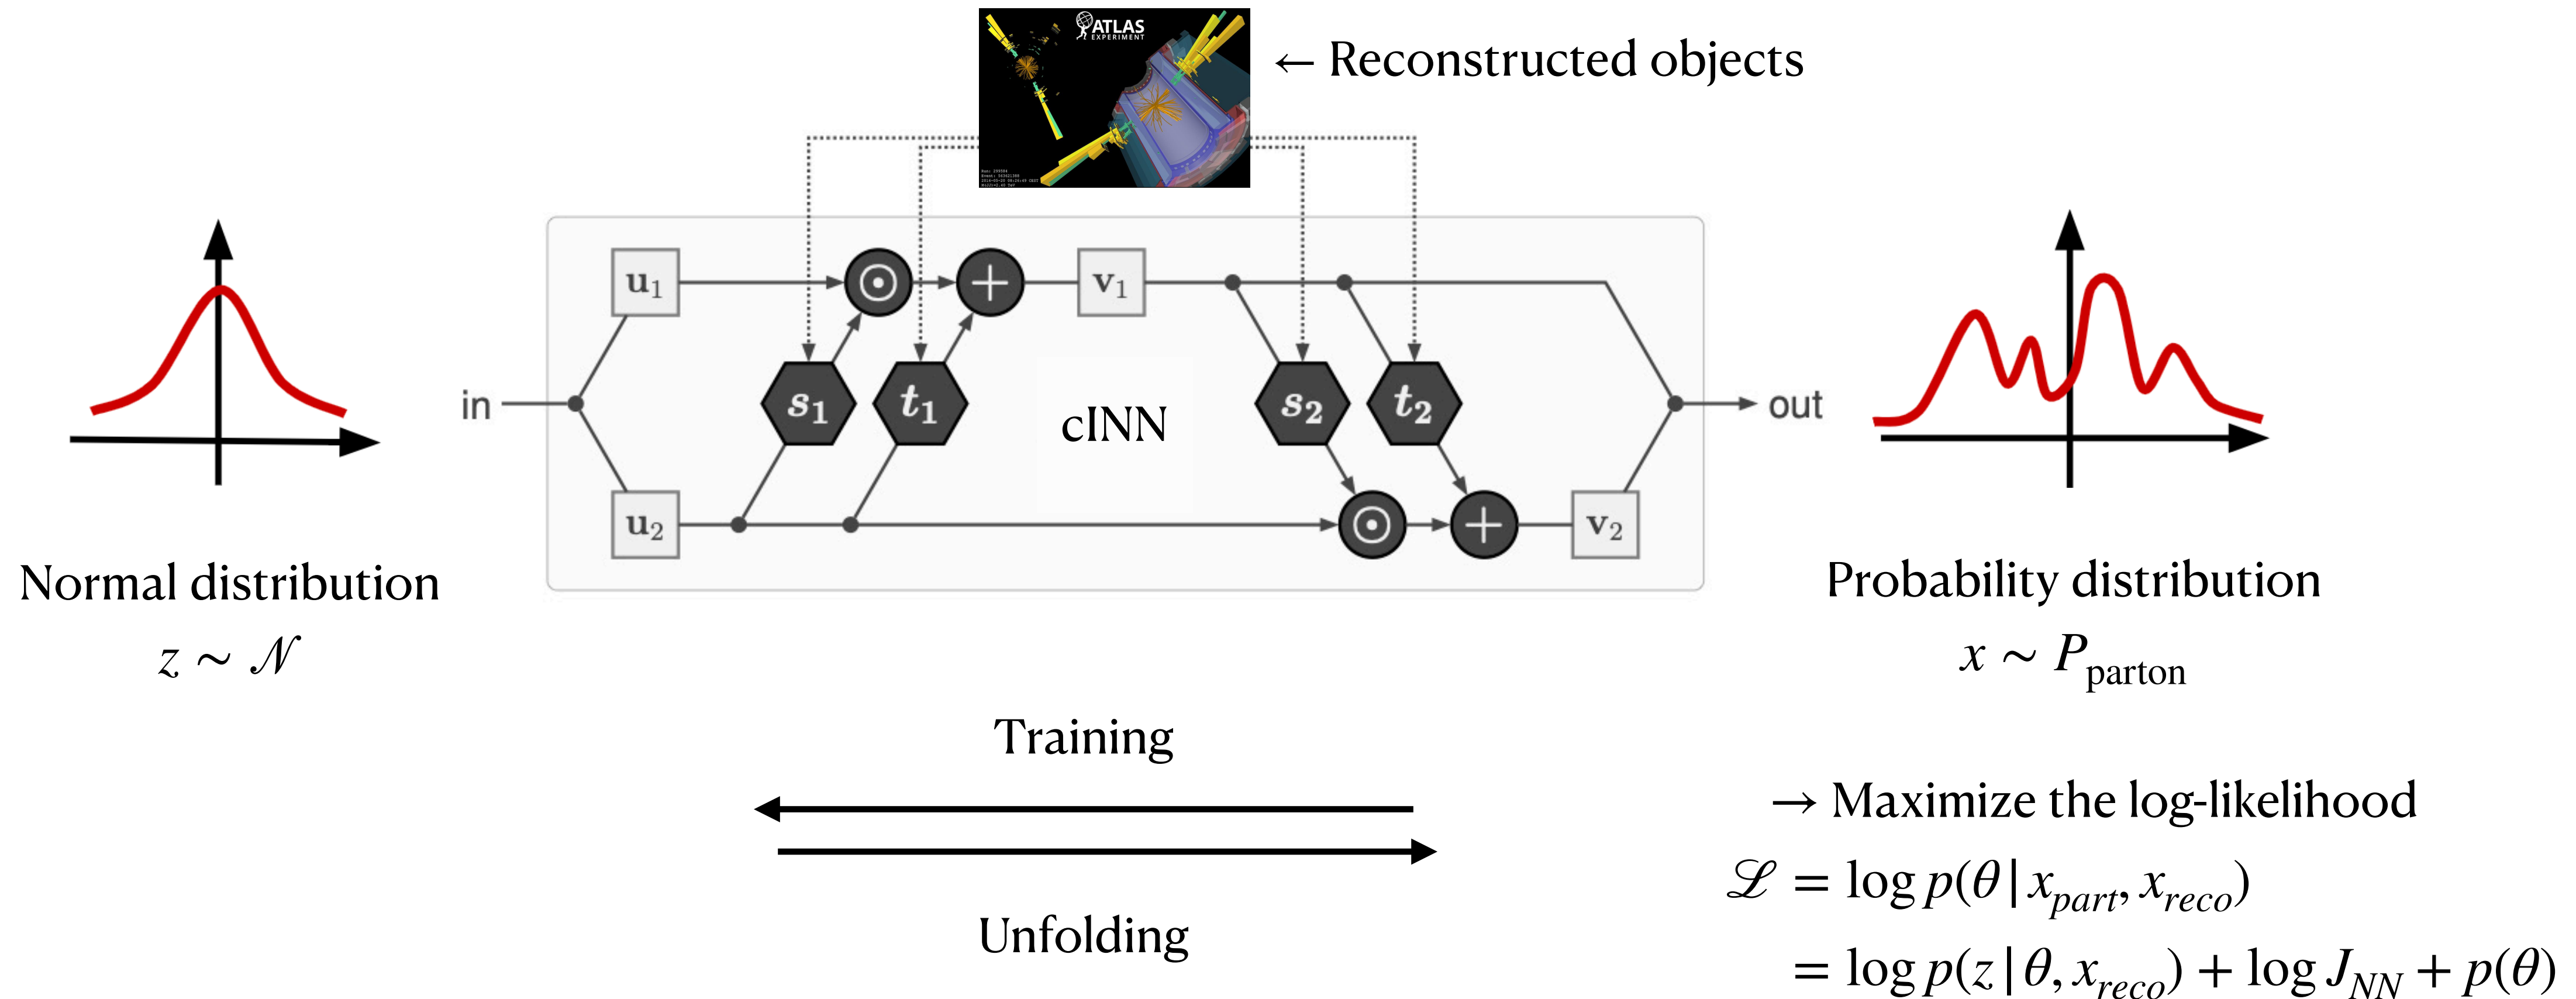 ATLAS
EXPERIMENT
← Reconstructed objects
u₁
v₁
in
s₁
t₁
cINN
s₂
t₂
out
u₂
v₂
Normal distribution
z ∼ 𝒩
Probability distribution
x ∼ P_parton
Training
Unfolding
→ Maximize the log-likelihood
ℒ = log p(θ | x_part, x_reco)
= log p(z | θ, x_reco) + log J_NN + p(θ)